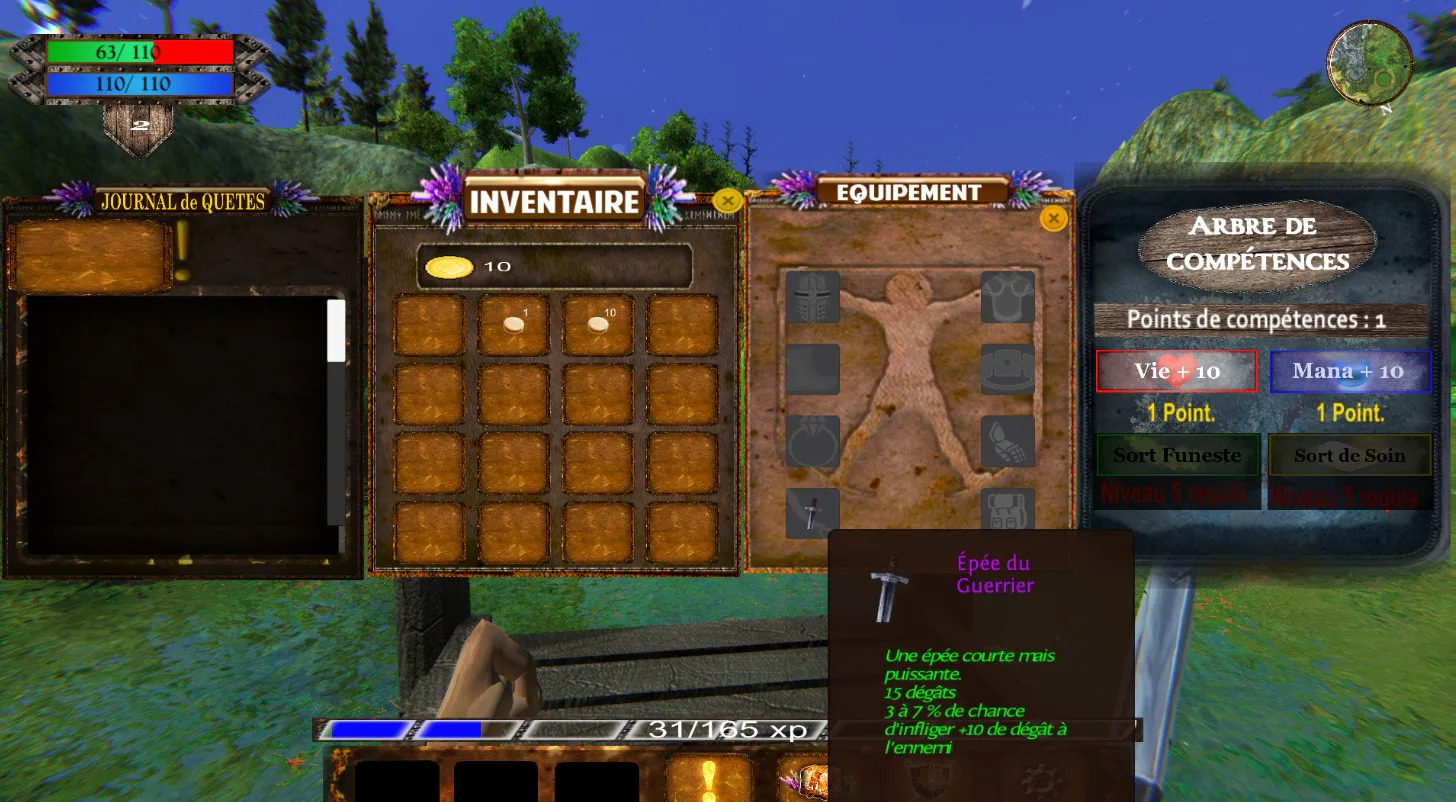 63/ 110
110/ 110
2
N
JOURNAL de QUETES
!
INVENTAIRE
10
1
10
EQUIPEMENT
ARBRE DE
COMPÉTENCES
Points de compétences : 1
Vie + 10
Mana + 10
1 Point.
1 Point.
Sort Funeste
Sort de Soin
Niveau 5 requis
Niveau 5 requis
Épée du
Guerrier
Une épée courte mais
puissante.
15 dégâts
3 à 7 % de chance
d'infliger +10 de dégât à
l'ennemi
31/165 xp
!